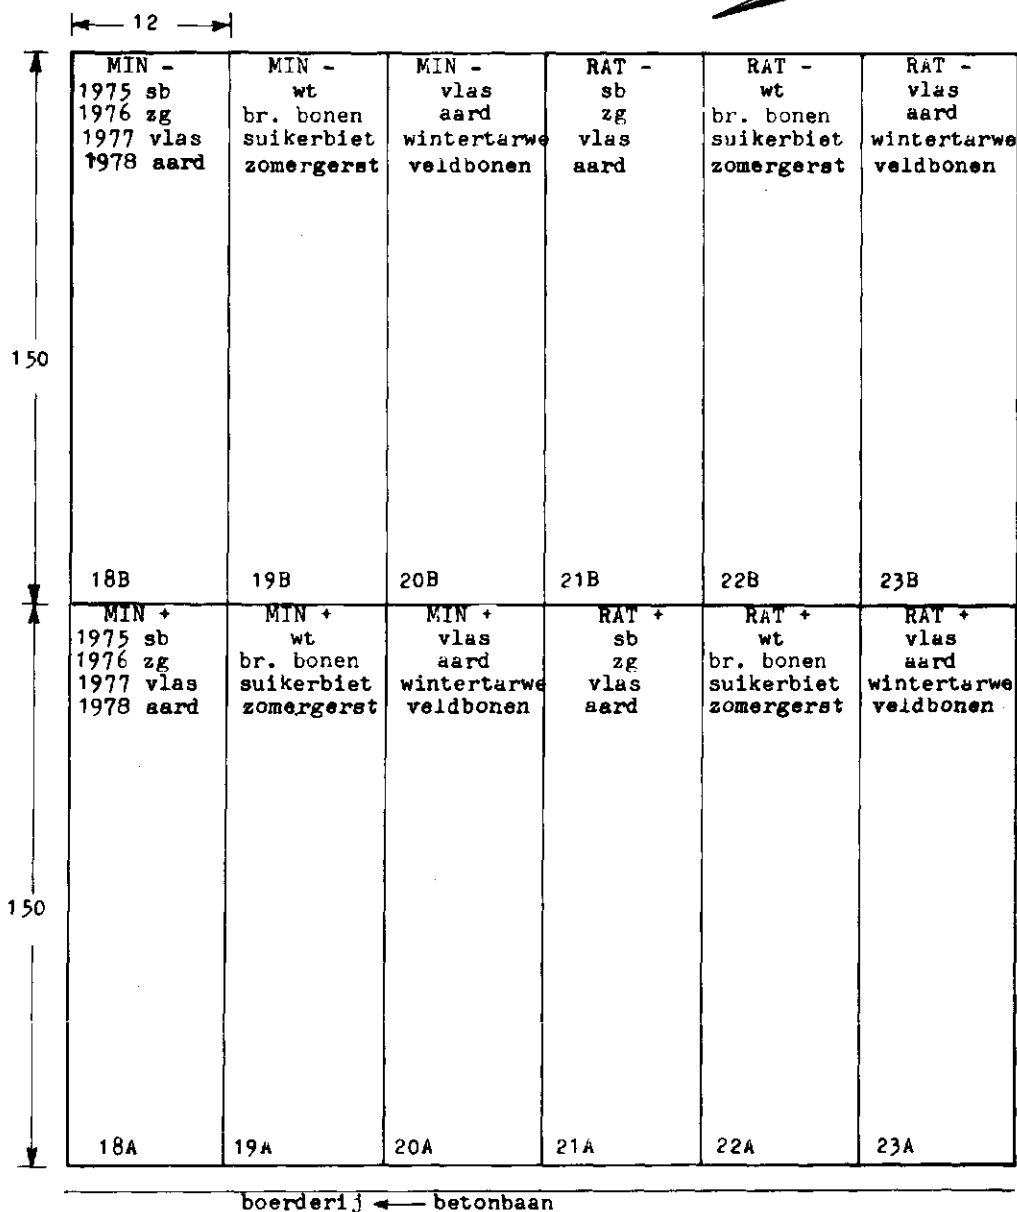 12
MIN - MIN - MIN - RAT - RAT - RAT -
1975 sb wt vlas sb wt vlas
1976 zg br. bonen aard zg br. bonen aard
1977 vlas suikerbiet wintertarwe vlas suikerbiet wintertarwe
1978 aard zomergerst veldbonen aard zomergerst veldbonen
150
18B 19B 20B 21B 22B 23B
MIN + MIN + MIN + RAT + RAT + RAT +
1975 sb wt vlas sb wt vlas
1976 zg br. bonen aard zg br. bonen aard
1977 vlas suikerbiet wintertarwe vlas suikerbiet wintertarwe
1978 aard zomergerst veldbonen aard zomergerst veldbonen
150
18A 19A 20A 21A 22A 23A
boerderij ← betonbaan